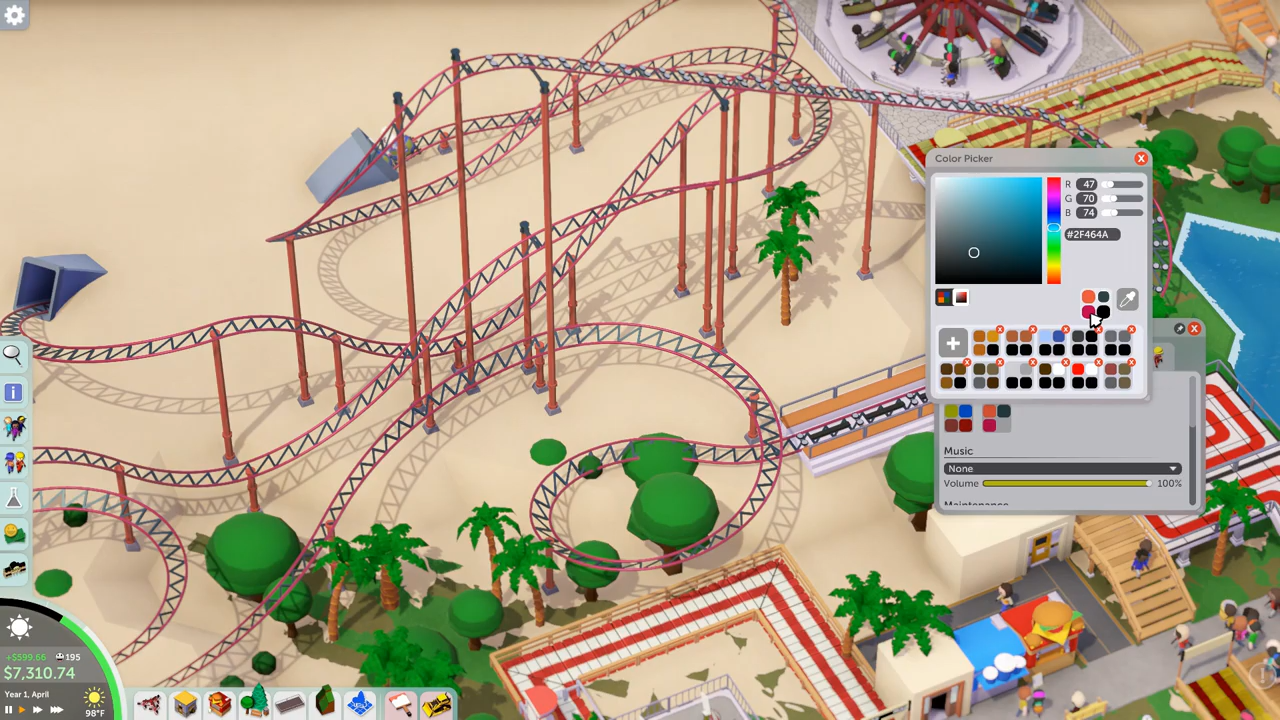 Color Picker
R 47
G 70
B 74
#2F464A
Music
None
Volume 100%
+$599.66 195
$7,310.74
Year 1, April
98°F